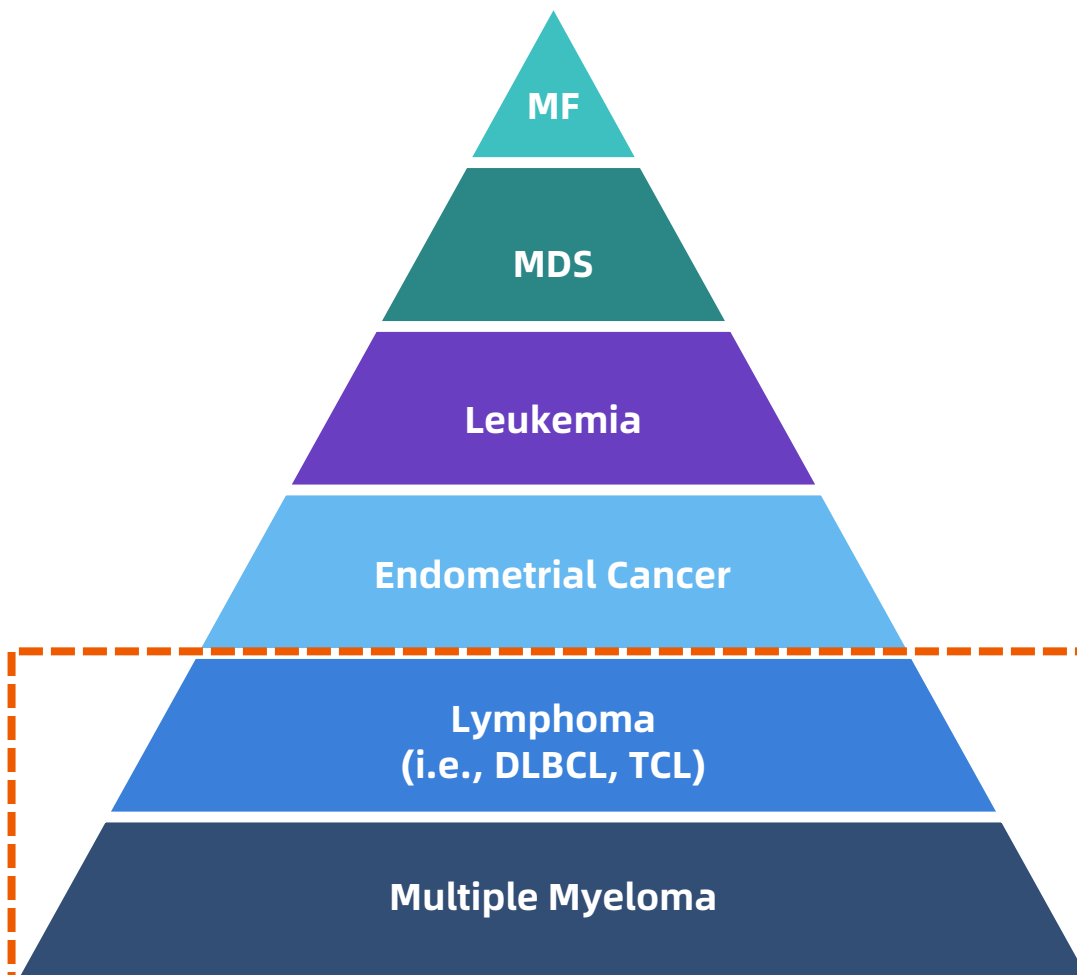 MF
MDS
Leukemia
Endometrial Cancer
Lymphoma
(i.e., DLBCL, TCL)
Multiple Myeloma